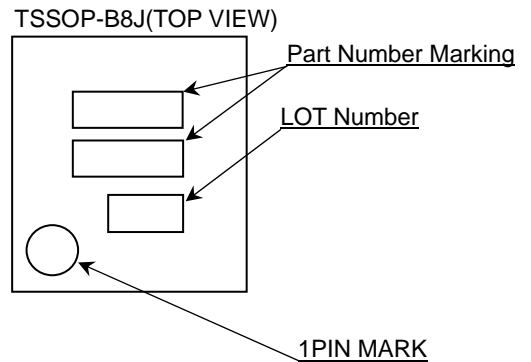 TSSOP-B8J(TOP VIEW)
Part Number Marking
LOT Number
1PIN MARK